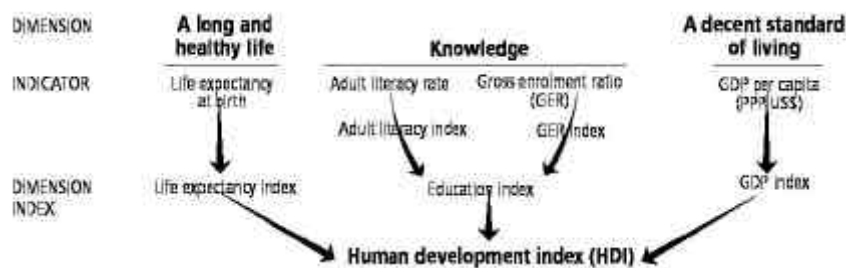 DIMENSION
A long and
healthy life
Knowledge
A decent standard
of living
INDICATOR
Life expectancy
at birth
Adult literacy rate
Gross enrolment ratio
(GER)
GDP per capita
(PPP US$)
Adult literacy index
GER index
DIMENSION
INDEX
Life expectancy index
Education index
GDP index
Human development index (HDI)